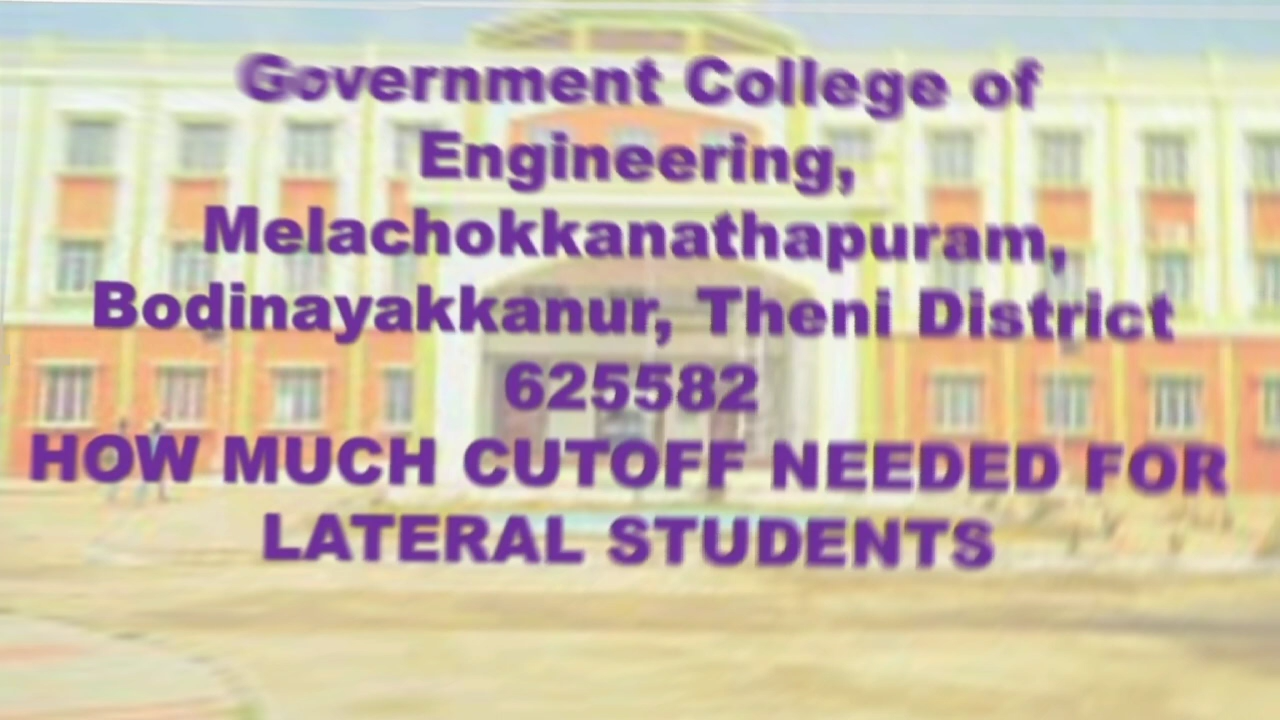 Government College of
Engineering,
Melachokkanathapuram,
Bodinayakkanur, Theni District
625582
HOW MUCH CUTOFF NEEDED FOR
LATERAL STUDENTS